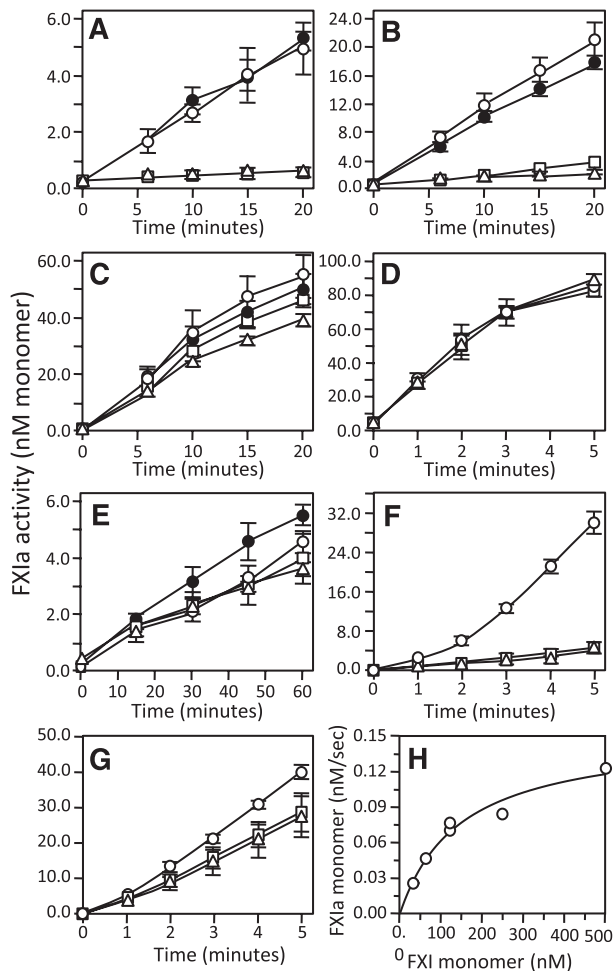 A
B
6.0
4.0
2.0
0.0
0 5 10 15 20
Time (minutes)
24.0
20.0
16.0
12.0
8.0
4.0
0.0
0 5 10 15 20
Time (minutes)
FXIa activity (nM monomer)
C
D
60.0
40.0
20.0
0.0
0 5 10 15 20
Time (minutes)
100.0
80.0
60.0
40.0
20.0
0.0
0 1 2 3 4 5
Time (minutes)
E
F
6.0
4.0
2.0
0.0
0 10 20 30 40 50 60
Time (minutes)
32.0
24.0
16.0
8.0
0.0
0 1 2 3 4 5
Time (minutes)
G
H
50.0
40.0
30.0
20.0
10.0
0.0
0 1 2 3 4 5
Time (minutes)
FXIa monomer (nM/sec)
0.15
0.12
0.09
0.06
0.03
0.00
0. 100 200 300 400 500
0
FXI monomer (nM)